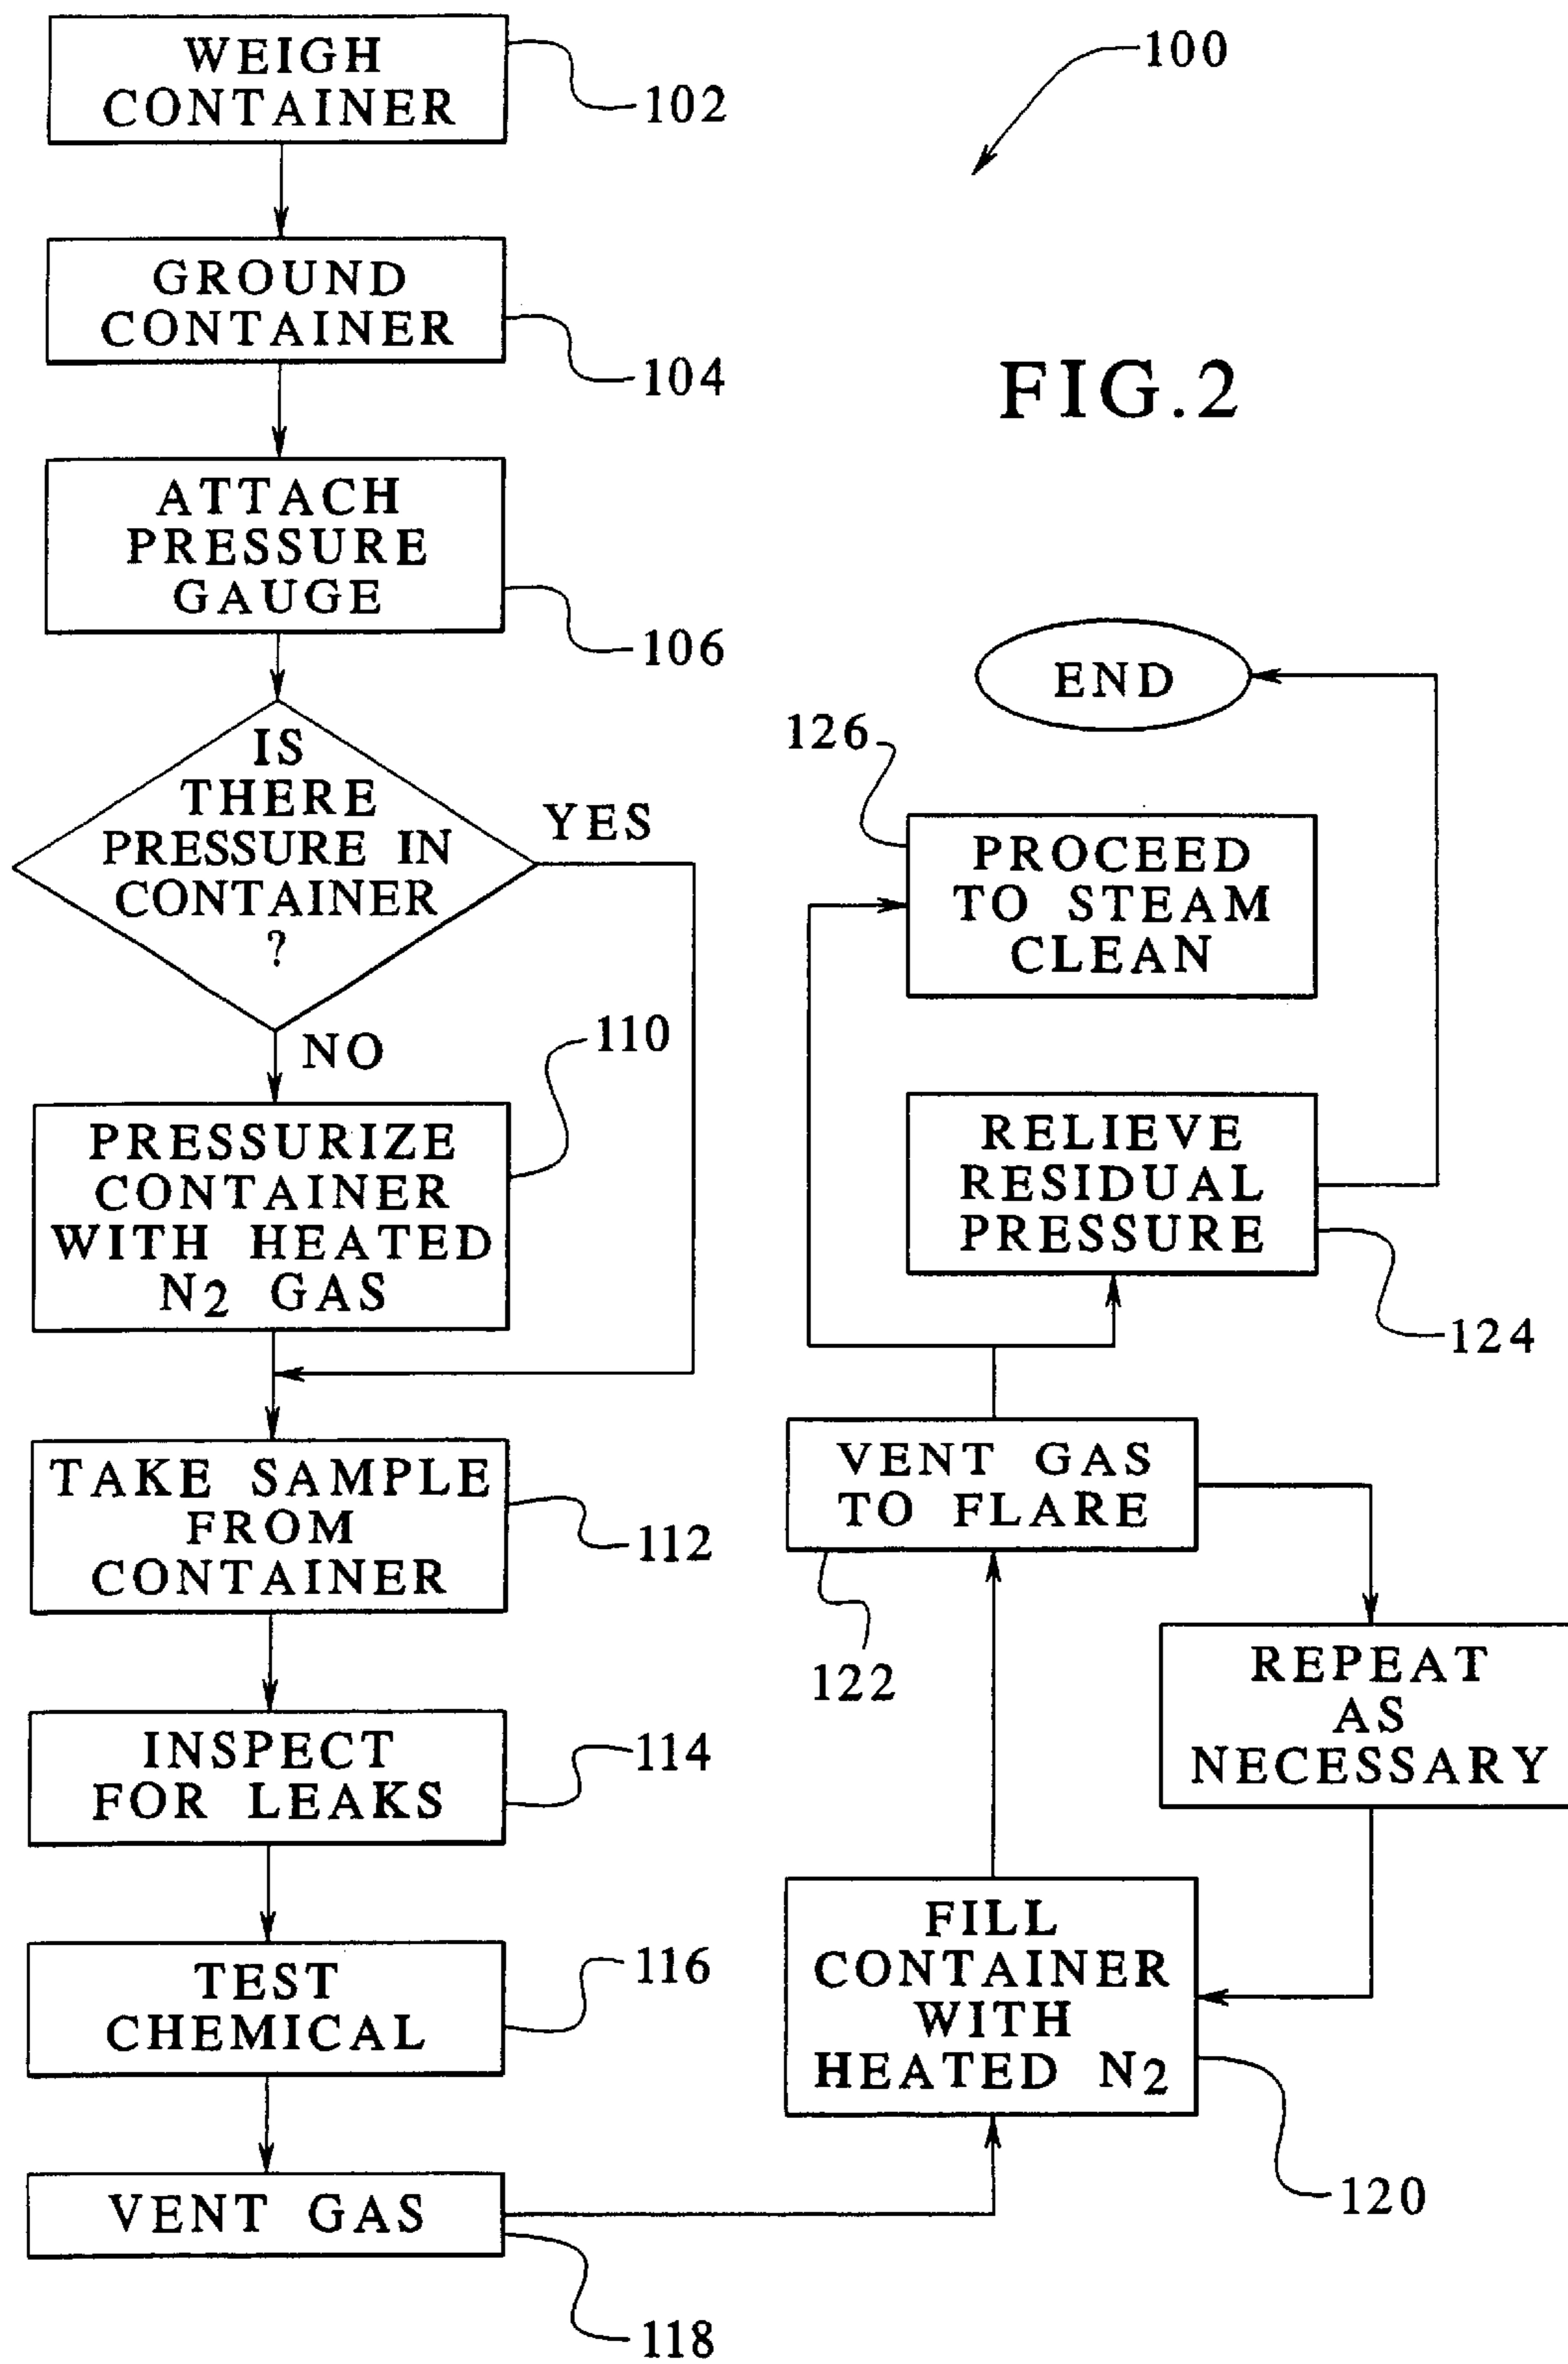 WEIGH
CONTAINER
102
100
GROUND
CONTAINER
104
FIG.2
ATTACH
PRESSURE
GAUGE
106
IS
THERE
PRESSURE IN
CONTAINER
?
YES
NO
PRESSURIZE
CONTAINER
WITH HEATED
N2 GAS
110
TAKE SAMPLE
FROM
CONTAINER
112
INSPECT
FOR LEAKS
114
TEST
CHEMICAL
116
VENT GAS
118
END
126
PROCEED
TO STEAM
CLEAN
RELIEVE
RESIDUAL
PRESSURE
124
VENT GAS
TO FLARE
122
REPEAT
AS
NECESSARY
FILL
CONTAINER
WITH
HEATED N2
120